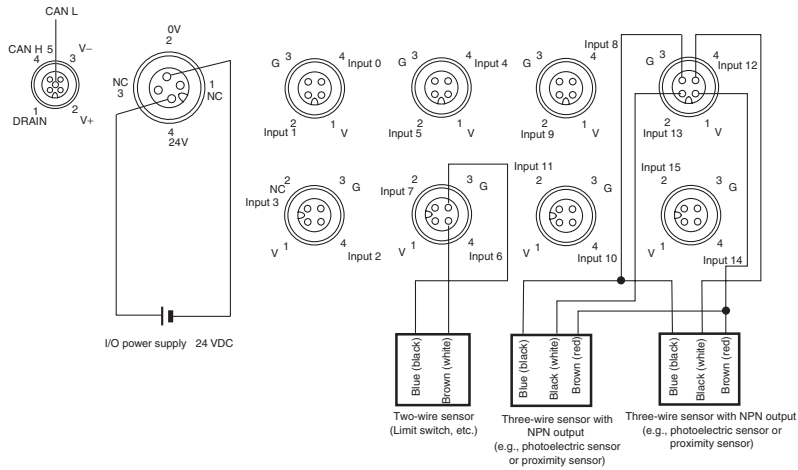 CAN L
CAN H 5
V−
4
3
DRAIN
1
2
V+
0V
2
NC
3
1
NC
4
24V
I/O power supply 24 VDC
G 3
4 Input 0
2
Input 1
1 V
G 3
4 Input 4
2
Input 5
1 V
G 3
4
Input 8
2
Input 9
1 V
G 3
4
Input 12
2
Input 13
1 V
NC 2
Input 3
3 G
V 1
4
Input 2
2
Input 7
3 G
V 1
4
Input 6
Input 11
2
3 G
V 1
4
Input 10
Input 15
2
3 G
V 1
4
Input 14
Blue (black)
Brown (white)
Two-wire sensor
(Limit switch, etc.)
Blue (black)
Black (white)
Brown (red)
Three-wire sensor with
NPN output
(e.g., photoelectric sensor
or proximity sensor)
Blue (black)
Black (white)
Brown (red)
Three-wire sensor with NPN output
(e.g., photoelectric sensor or
proximity sensor)